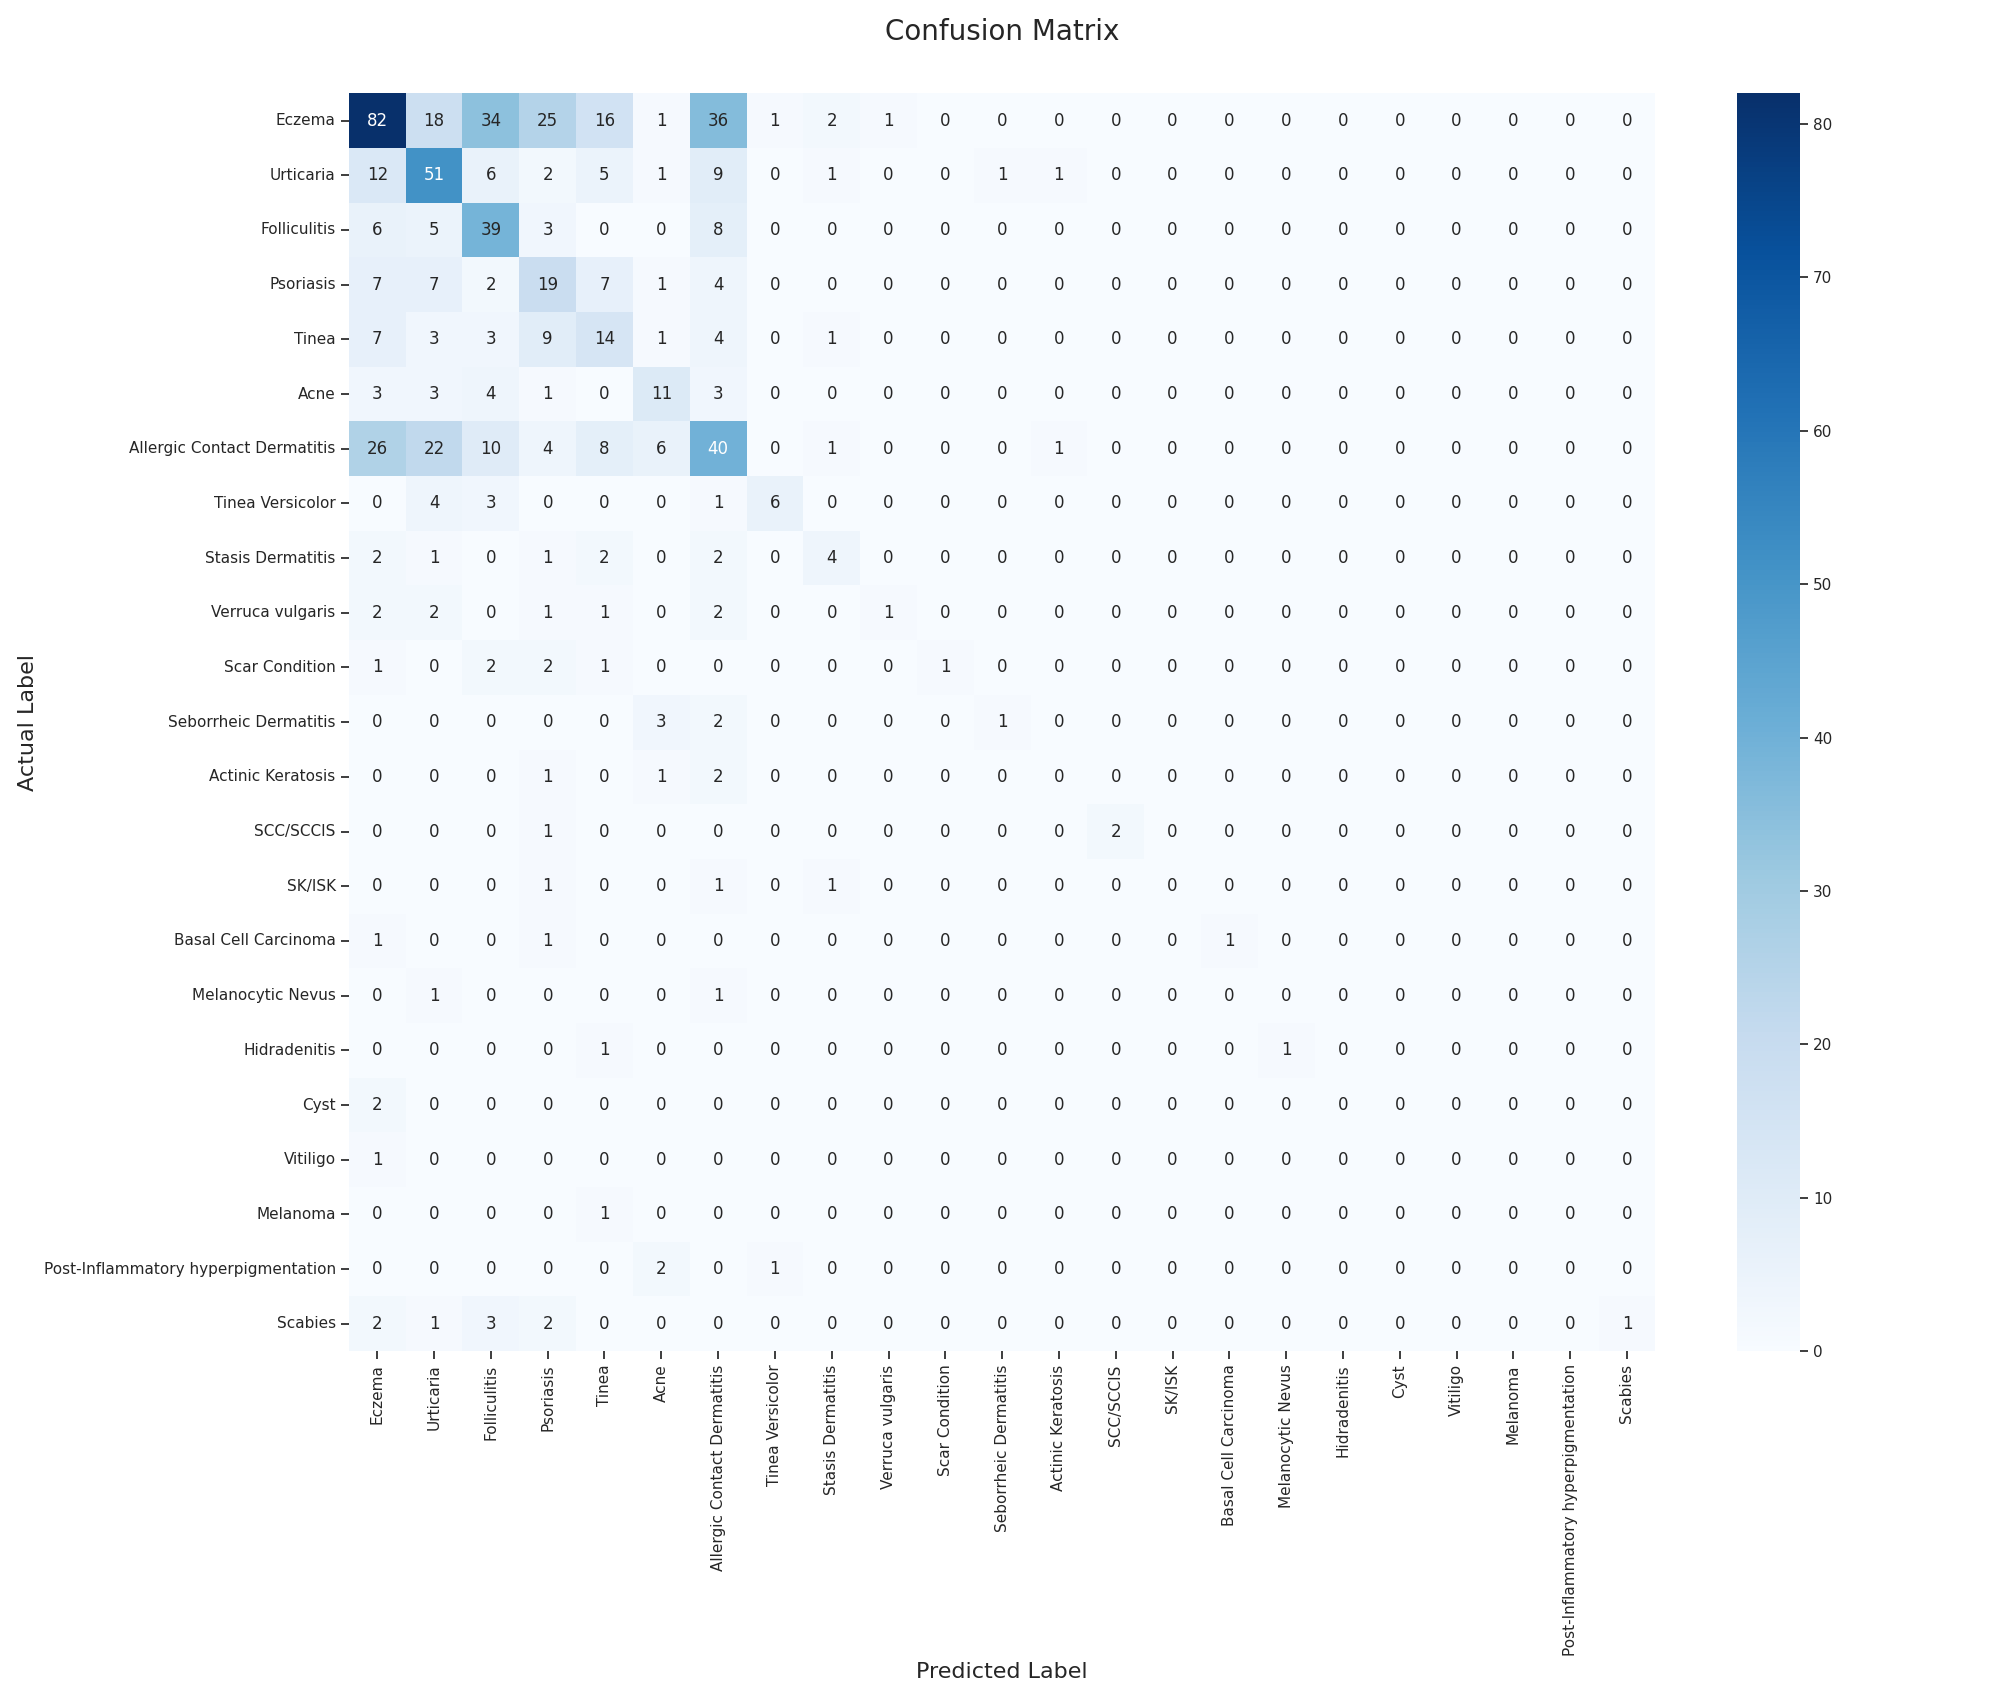 Confusion Matrix
Eczema 82 18 34 25 16 1 36 1 2 1 0 0 0 0 0 0 0 0 0 0 0 0 0
Urticaria 12 51 6 2 5 1 9 0 1 0 0 1 1 0 0 0 0 0 0 0 0 0 0
Folliculitis 6 5 39 3 0 0 8 0 0 0 0 0 0 0 0 0 0 0 0 0 0 0 0
Psoriasis 7 7 2 19 7 1 4 0 0 0 0 0 0 0 0 0 0 0 0 0 0 0 0
Tinea 7 3 3 9 14 1 4 0 1 0 0 0 0 0 0 0 0 0 0 0 0 0 0
Acne 3 3 4 1 0 11 3 0 0 0 0 0 0 0 0 0 0 0 0 0 0 0 0
Allergic Contact Dermatitis 26 22 10 4 8 6 40 0 1 0 0 0 1 0 0 0 0 0 0 0 0 0 0
Tinea Versicolor 0 4 3 0 0 0 1 6 0 0 0 0 0 0 0 0 0 0 0 0 0 0 0
Stasis Dermatitis 2 1 0 1 2 0 2 0 4 0 0 0 0 0 0 0 0 0 0 0 0 0 0
Verruca vulgaris 2 2 0 1 1 0 2 0 0 1 0 0 0 0 0 0 0 0 0 0 0 0 0
Scar Condition 1 0 2 2 1 0 0 0 0 0 1 0 0 0 0 0 0 0 0 0 0 0 0
Seborrheic Dermatitis 0 0 0 0 0 3 2 0 0 0 0 1 0 0 0 0 0 0 0 0 0 0 0
Actinic Keratosis 0 0 0 1 0 1 2 0 0 0 0 0 0 0 0 0 0 0 0 0 0 0 0
SCC/SCCIS 0 0 0 1 0 0 0 0 0 0 0 0 0 2 0 0 0 0 0 0 0 0 0
SK/ISK 0 0 0 1 0 0 1 0 1 0 0 0 0 0 0 0 0 0 0 0 0 0 0
Basal Cell Carcinoma 1 0 0 1 0 0 0 0 0 0 0 0 0 0 0 1 0 0 0 0 0 0 0
Melanocytic Nevus 0 1 0 0 0 0 1 0 0 0 0 0 0 0 0 0 0 0 0 0 0 0 0
Hidradenitis 0 0 0 0 1 0 0 0 0 0 0 0 0 0 0 0 1 0 0 0 0 0 0
Cyst 2 0 0 0 0 0 0 0 0 0 0 0 0 0 0 0 0 0 0 0 0 0 0
Vitiligo 1 0 0 0 0 0 0 0 0 0 0 0 0 0 0 0 0 0 0 0 0 0 0
Melanoma 0 0 0 0 1 0 0 0 0 0 0 0 0 0 0 0 0 0 0 0 0 0 0
Post-Inflammatory hyperpigmentation 0 0 0 0 0 2 0 1 0 0 0 0 0 0 0 0 0 0 0 0 0 0 0
Scabies 2 1 3 2 0 0 0 0 0 0 0 0 0 0 0 0 0 0 0 0 0 0 1
Actual Label
Eczema
Urticaria
Folliculitis
Psoriasis
Tinea
Acne
Allergic Contact Dermatitis
Tinea Versicolor
Stasis Dermatitis
Verruca vulgaris
Scar Condition
Seborrheic Dermatitis
Actinic Keratosis
SCC/SCCIS
SK/ISK
Basal Cell Carcinoma
Melanocytic Nevus
Hidradenitis
Cyst
Vitiligo
Melanoma
Post-Inflammatory hyperpigmentation
Scabies
Predicted Label
80
70
60
50
40
30
20
10
0